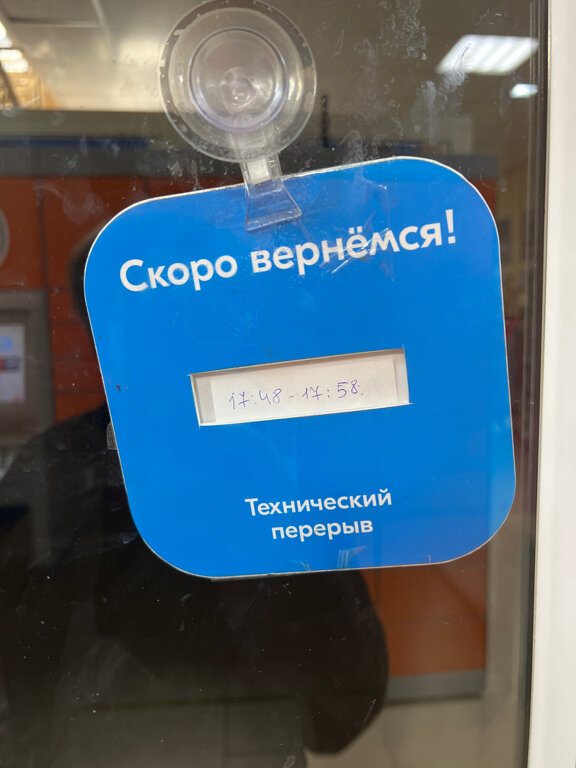 Скоро вернёмся!
17:48-17:58.
Технический
перерыв